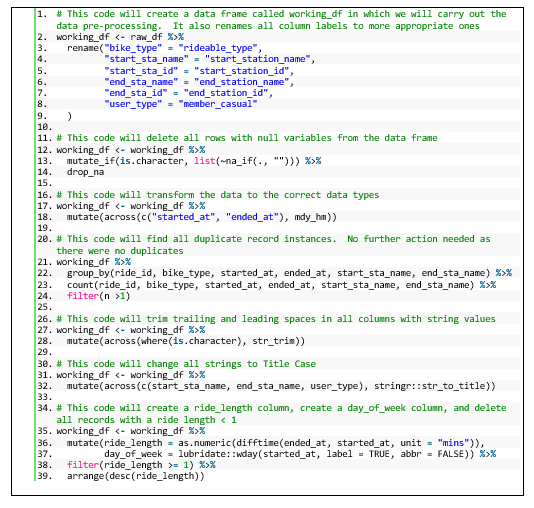 1. # This code will create a data frame called working_df in which we will carry out the
data pre-processing. It also renames all column labels to more appropriate ones
2. working_df <- raw_df %>%
3. rename("bike_type" = "rideable_type",
4. "start_sta_name" = "start_station_name",
5. "start_sta_id" = "start_station_id",
6. "end_sta_name" = "end_station_name",
7. "end_sta_id" = "end_station_id",
8. "user_type" = "member_casual"
9. )
10.
11. # This code will delete all rows with null variables from the data frame
12. working_df <- working_df %>%
13. mutate_if(is.character, list(~na_if(., ""))) %>%
14. drop_na
15.
16. # This code will transform the data to the correct data types
17. working_df <- working_df %>%
18. mutate(across(c("started_at", "ended_at"), mdy_hm))
19.
20. # This code will find all duplicate record instances. No further action needed as
there were no duplicates
21. working_df %>%
22. group_by(ride_id, bike_type, started_at, ended_at, start_sta_name, end_sta_name) %>%
23. count(ride_id, bike_type, started_at, ended_at, start_sta_name, end_sta_name) %>%
24. filter(n >1)
25.
26. # This code will trim trailing and leading spaces in all columns with string values
27. working_df <- working_df %>%
28. mutate(across(where(is.character), str_trim))
29.
30. # This code will change all strings to Title Case
31. working_df <- working_df %>%
32. mutate(across(c(start_sta_name, end_sta_name, user_type), stringr::str_to_title))
33.
34. # This code will create a ride_length column, create a day_of_week column, and delete
all records with a ride length < 1
35. working_df <- working_df %>%
36. mutate(ride_length = as.numeric(difftime(ended_at, started_at, unit = "mins")),
37. day_of_week = lubridate::wday(started_at, label = TRUE, abbr = FALSE)) %>%
38. filter(ride_length >= 1) %>%
39. arrange(desc(ride_length))